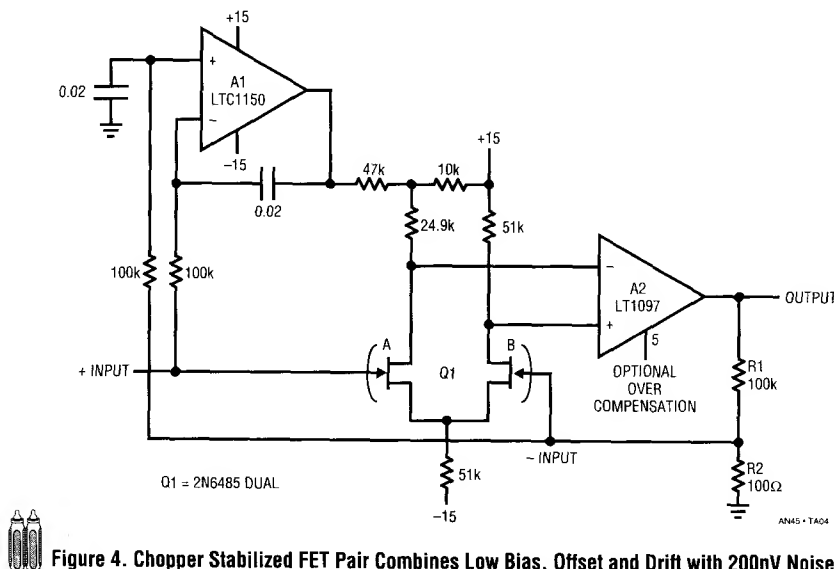 +15
0.02
+
A1
LTC1150
−
−15
0.02
47k
10k
+15
24.9k
51k
100k
100k
−
A2
LT1097
+
5
OUTPUT
OPTIONAL
OVER
COMPENSATION
R1
100k
+ INPUT
A
Q1
B
− INPUT
R2
100Ω
51k
−15
Q1 = 2N6485 DUAL
AN45 • TA04
Figure 4. Chopper Stabilized FET Pair Combines Low Bias, Offset and Drift with 200nV Noise